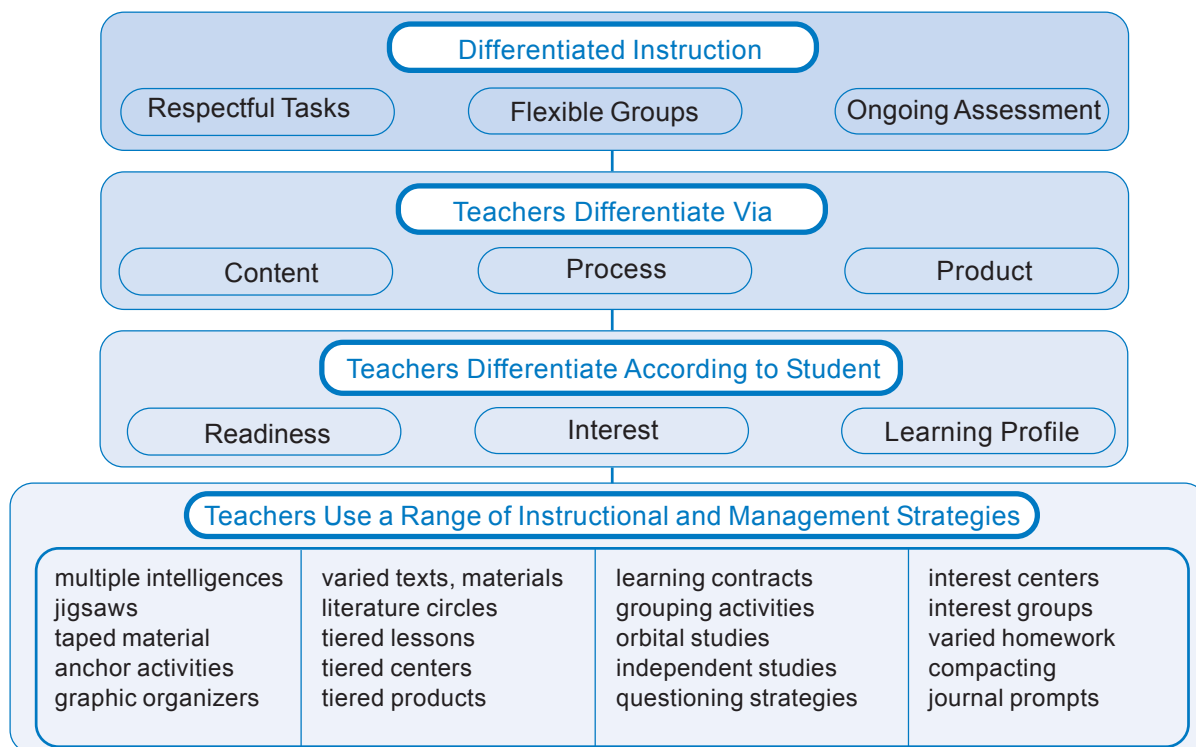 Differentiated Instruction
Respectful Tasks
Flexible Groups
Ongoing Assessment
Teachers Differentiate Via
Content
Process
Product
Teachers Differentiate According to Student
Readiness
Interest
Learning Profile
Teachers Use a Range of Instructional and Management Strategies
multiple intelligences
jigsaws
taped material
anchor activities
graphic organizers
varied texts, materials
literature circles
tiered lessons
tiered centers
tiered products
learning contracts
grouping activities
orbital studies
independent studies
questioning strategies
interest centers
interest groups
varied homework
compacting
journal prompts